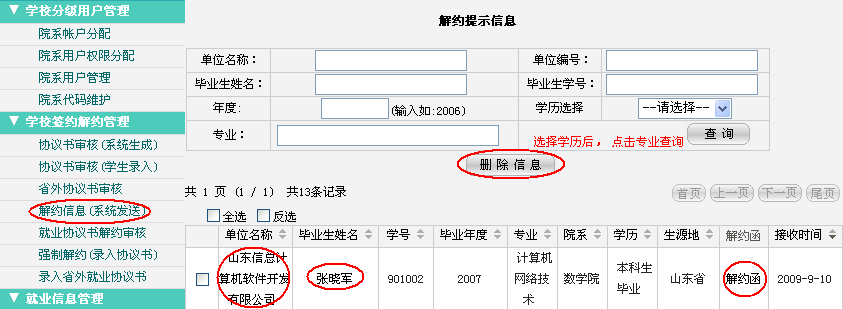 ▼ 学校分级用户管理
院系帐户分配
院系用户权限分配
院系用户管理
院系代码维护
▼ 学校签约解约管理
协议书审核(系统生成)
协议书审核(学生录入)
省外协议书审核
解约信息(系统发送)
就业协议书解约审核
强制解约(录入协议书)
录入省外就业协议书
▼ 就业信息管理
解约提示信息
单位名称： 单位编号：
毕业生姓名： 毕业生学号：
年度: (输入如:2006) 学历选择 --请选择--
专业： 选择学历后，点击专业查询 查 询
删 除 信 息
共 1 页 (1 / 1) 共13条记录 首页 上一页 下一页 尾页
全选 反选
单位名称 毕业生姓名 学号 毕业年度 专业 院系 学历 生源地 解约函 接收时间
山东信息计算机软件开发有限公司 张晓军 901002 2007 计算机网络技术 数学院 本科生毕业 山东省 解约函 2009-9-10